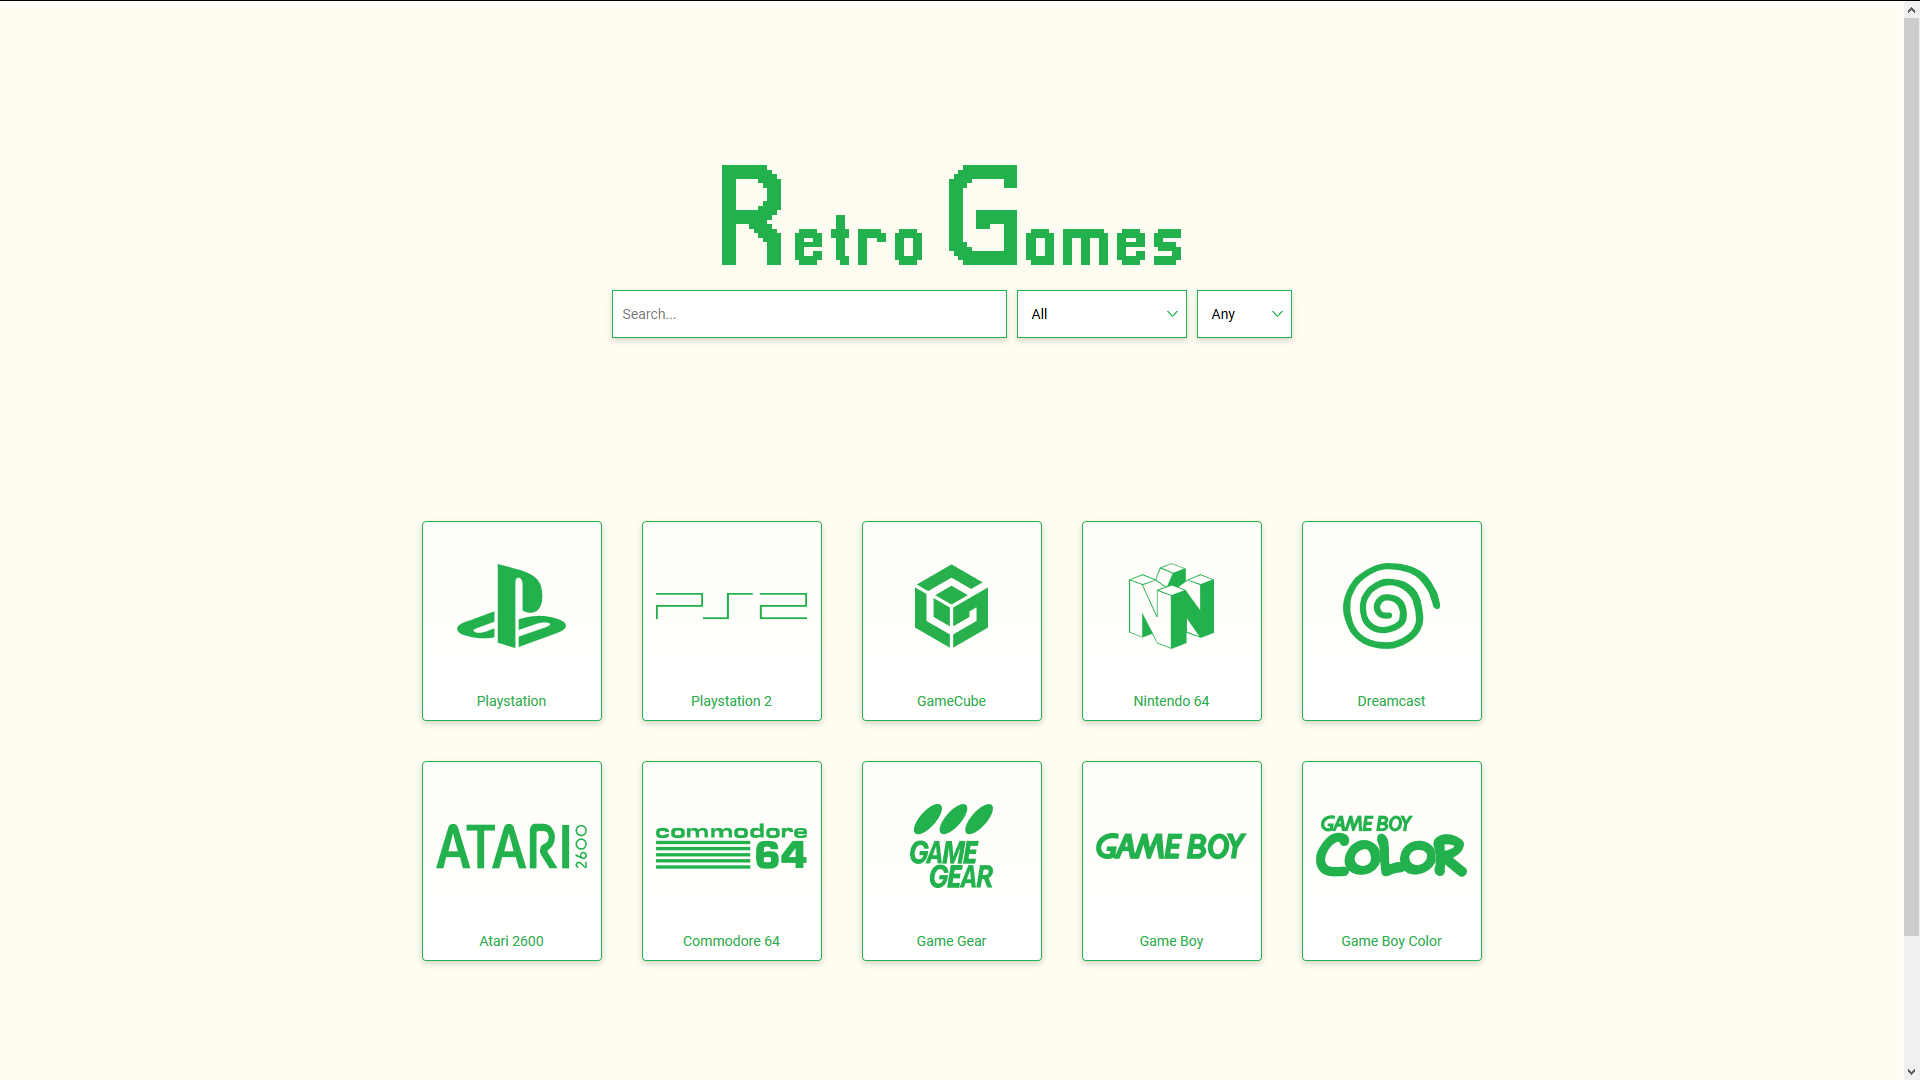 Retro Games
Search...
All
Any
PS2
Playstation
Playstation 2
GameCube
Nintendo 64
Dreamcast
ATARI 2600
commodore
64
GAME
GEAR
GAME BOY
GAME BOY
COLOR
Atari 2600
Commodore 64
Game Gear
Game Boy
Game Boy Color